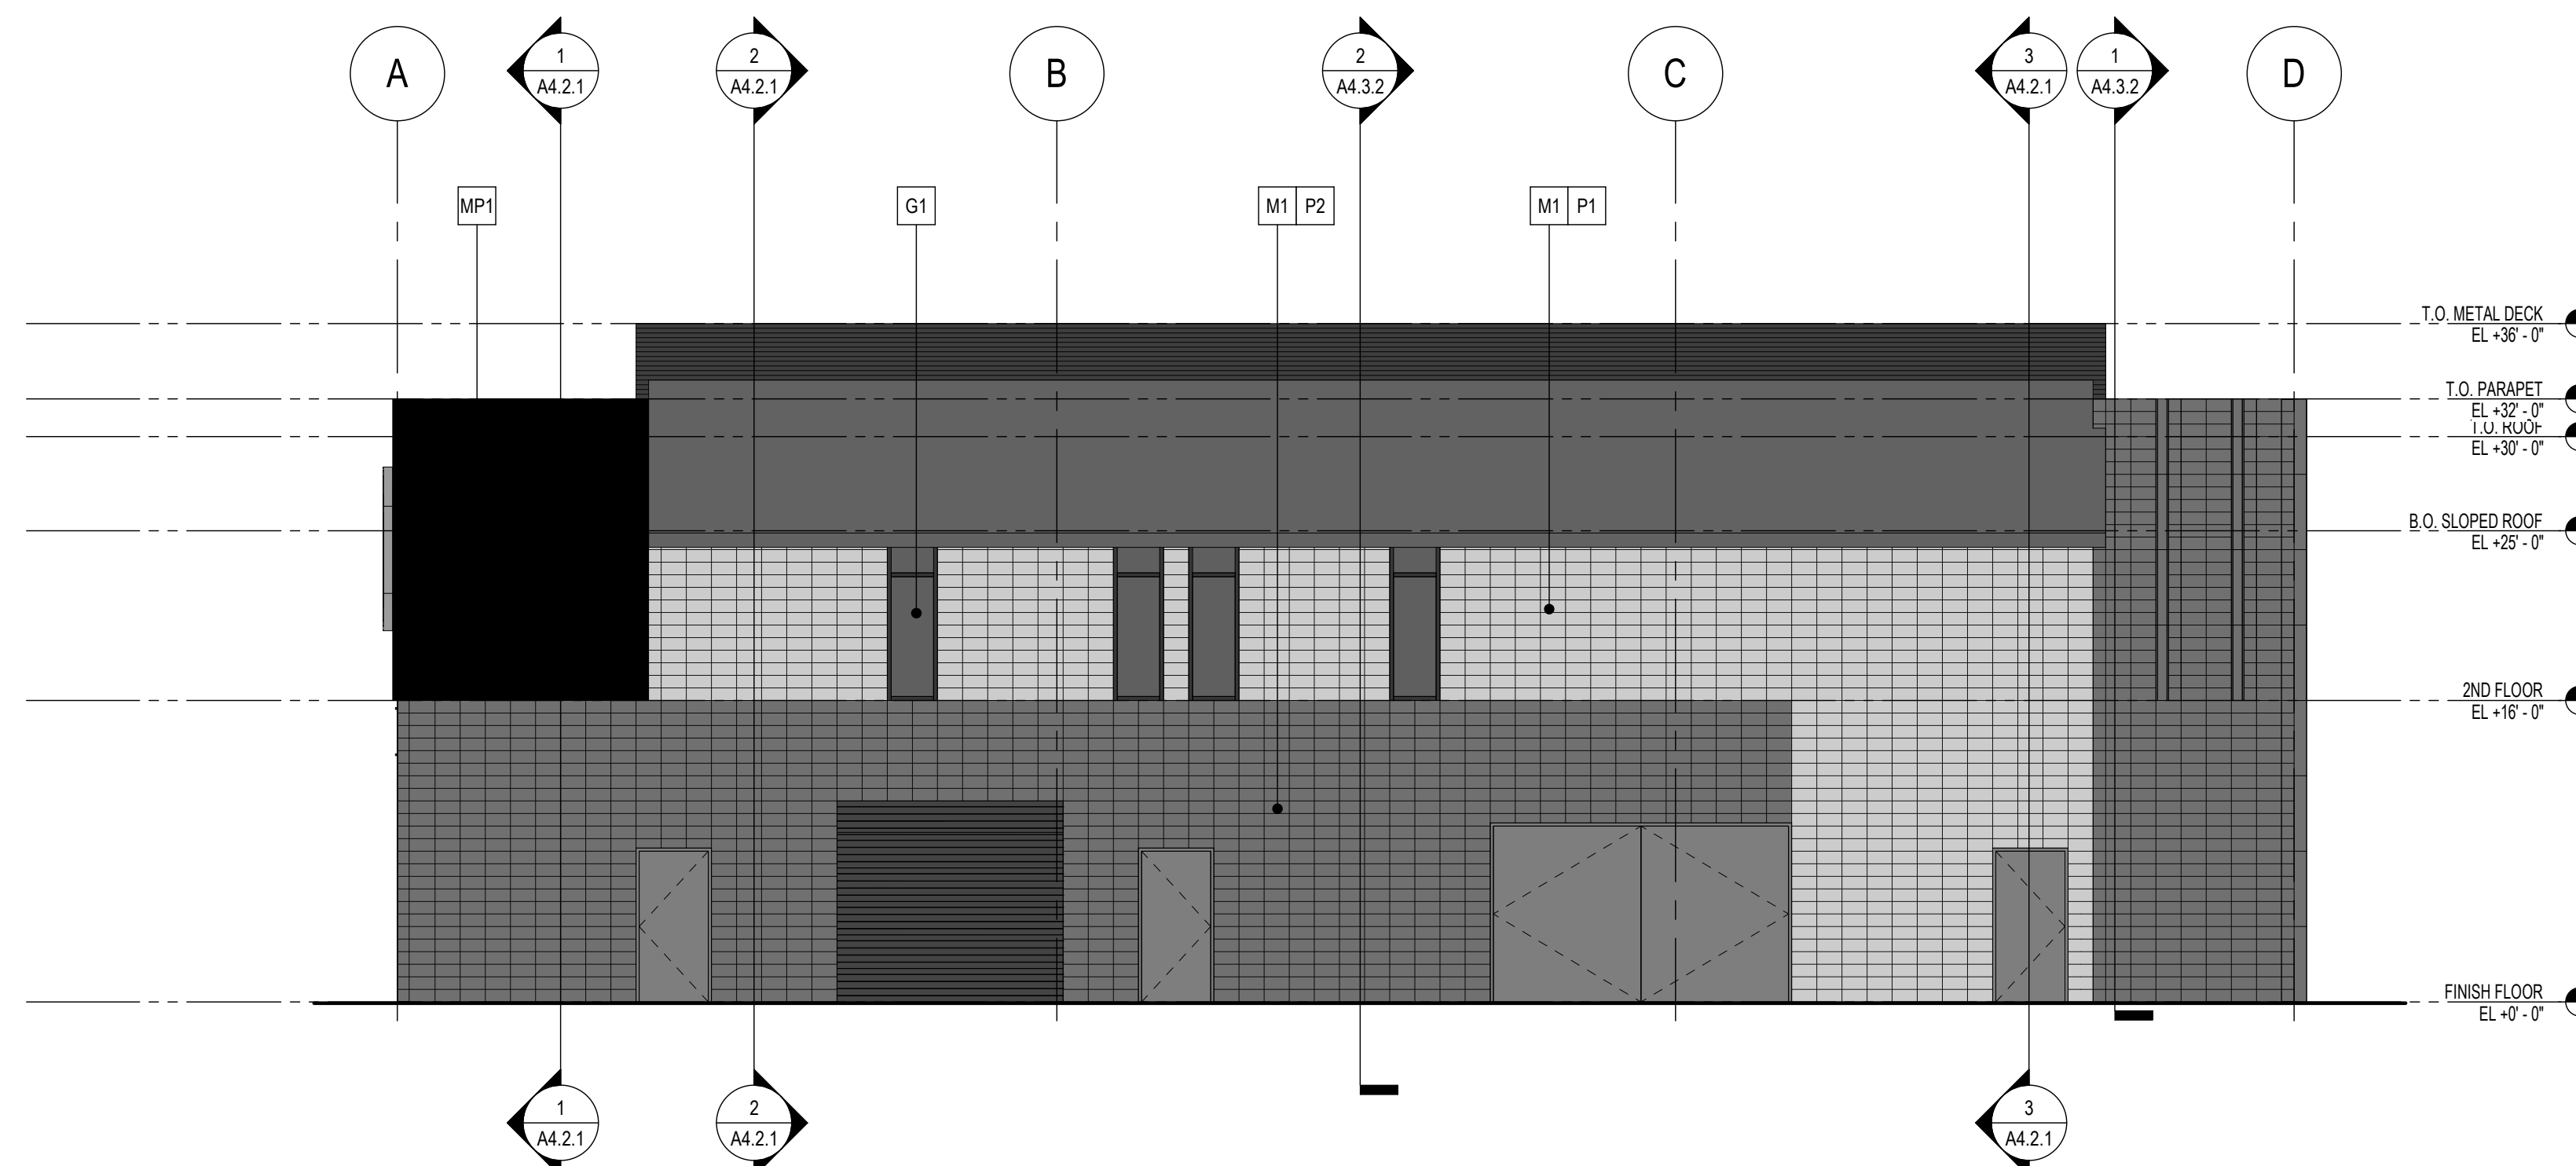 A
1
A4.2.1
2
A4.2.1
B
2
A4.3.2
C
3
A4.2.1
1
A4.3.2
D
MP1
G1
M1 P2
M1 P1
T.O. METAL DECK
EL +36' - 0"
T.O. PARAPET
EL +32' - 0"
T.O. ROOF
EL +30' - 0"
B.O. SLOPED ROOF
EL +25' - 0"
2ND FLOOR
EL +16' - 0"
FINISH FLOOR
EL +0' - 0"
1
A4.2.1
2
A4.2.1
3
A4.2.1